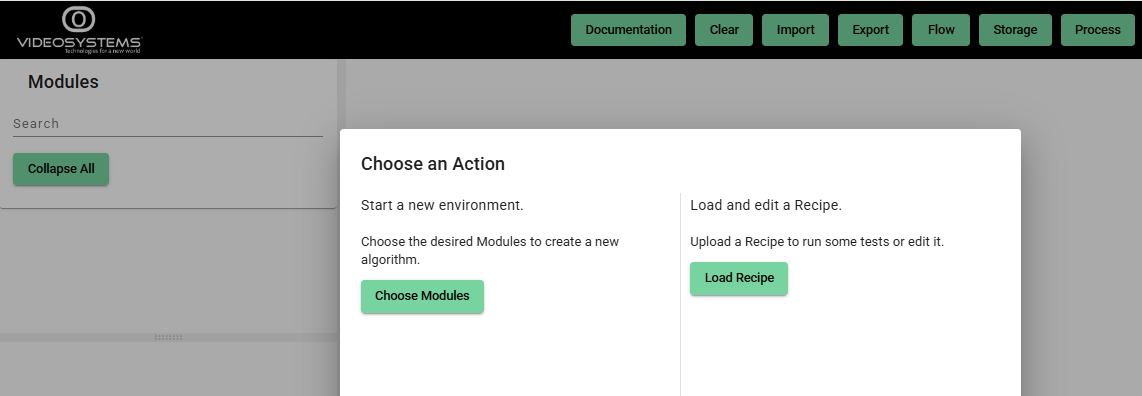 VIDEOSYSTEMS
Technologies for a new world
Documentation
Clear
Import
Export
Flow
Storage
Process
Modules
Search
Collapse All
Choose an Action
Start a new environment.
Choose the desired Modules to create a new
algorithm.
Choose Modules
Load and edit a Recipe.
Upload a Recipe to run some tests or edit it.
Load Recipe